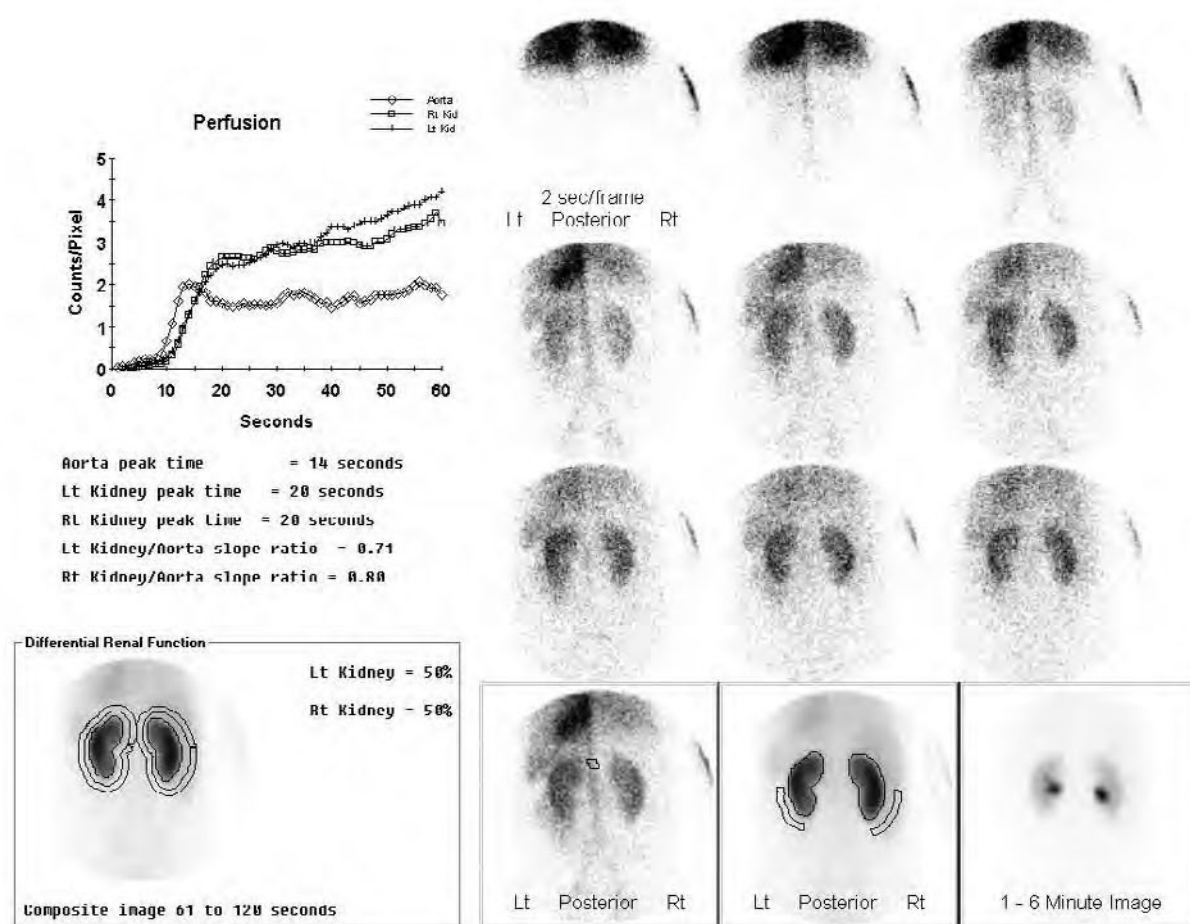 Perfusion
Aorta
Rt Kid
Lt Kid
Counts/Pixel
5
4
3
2
1
0
0 10 20 30 40 50 60
Seconds
Aorta peak time = 14 seconds
Lt Kidney peak time = 20 seconds
Rt Kidney peak time = 20 seconds
Lt Kidney/Aorta slope ratio - 0.71
Rt Kidney/Aorta slope ratio = 0.80
Differential Renal Function
Lt Kidney = 50%
Rt Kidney - 50%
Composite image 61 to 120 seconds
2 sec/frame
Lt Posterior Rt
Lt Posterior Rt
Lt Posterior Rt
1 - 6 Minute Image